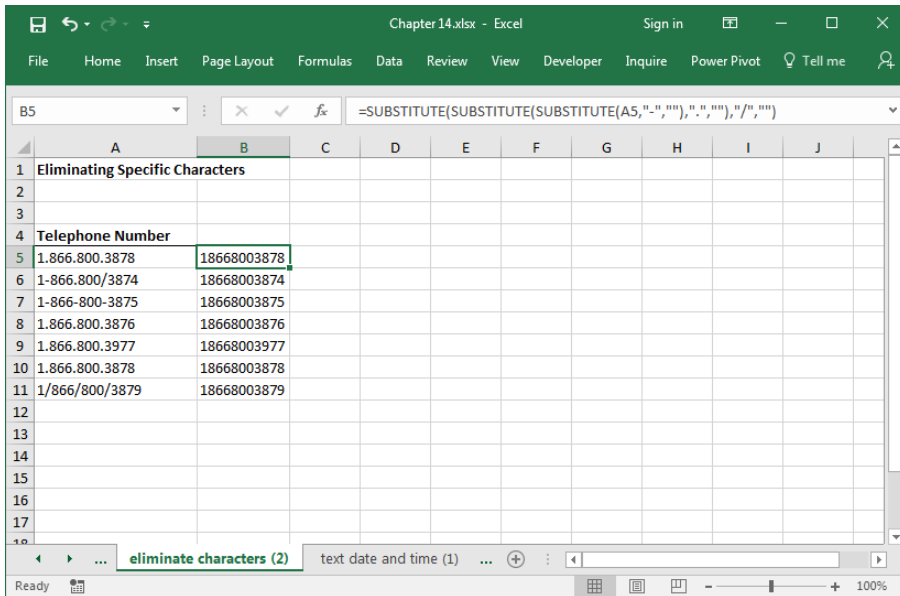 Chapter 14.xlsx - Excel Sign in
File Home Insert Page Layout Formulas Data Review View Developer Inquire Power Pivot Tell me
B5 fx =SUBSTITUTE(SUBSTITUTE(SUBSTITUTE(A5,"-",""),".",""),"/","")
A B C D E F G H I J
1 Eliminating Specific Characters
2
3
4 Telephone Number
5 1.866.800.3878 18668003878
6 1-866.800/3874 18668003874
7 1-866-800-3875 18668003875
8 1.866.800.3876 18668003876
9 1.866.800.3977 18668003977
10 1.866.800.3878 18668003878
11 1/866/800/3879 18668003879
12
13
14
15
16
17
18
... eliminate characters (2) text date and time (1) ...
Ready 100%